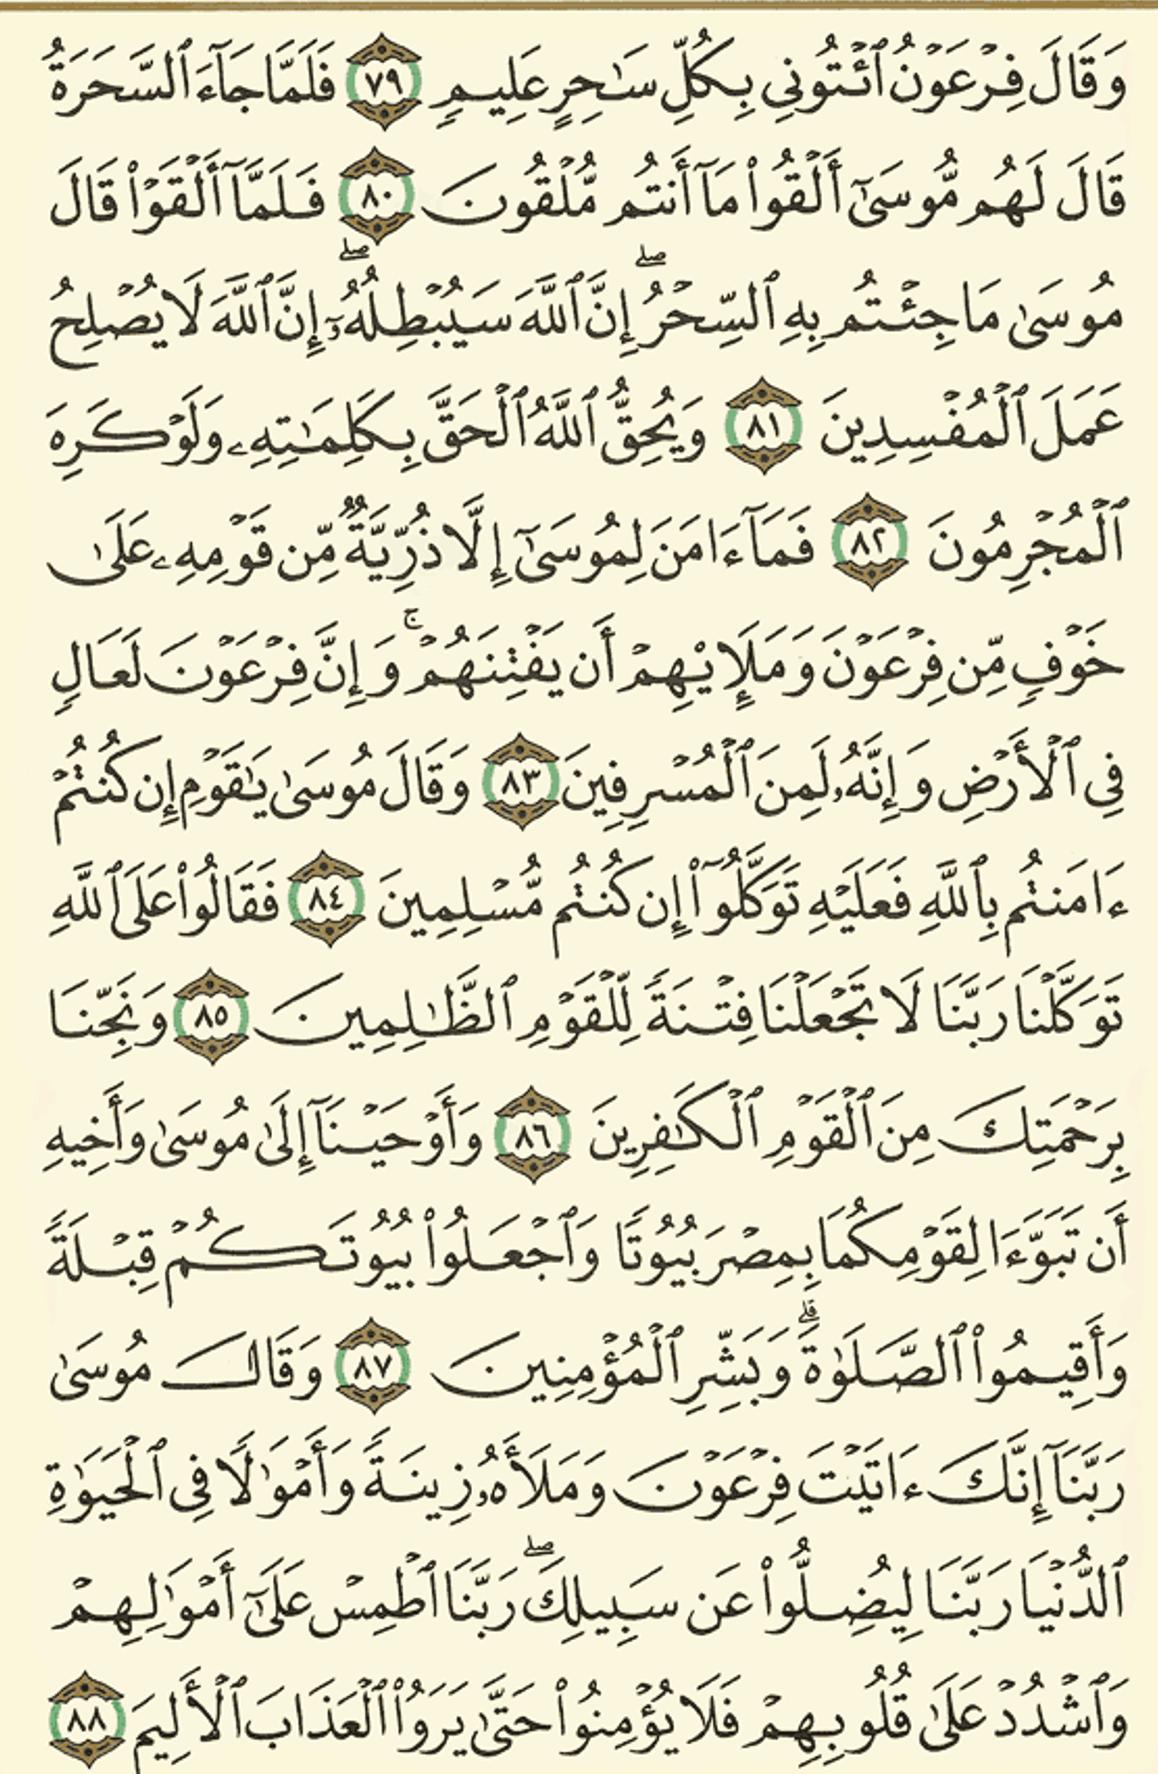 وَقَالَ فِرْعَوْنُ ٱئْتُونِى بِكُلِّ سَٰحِرٍ عَلِيمٍ ٧٩ فَلَمَّا جَآءَ ٱلسَّحَرَةُ
قَالَ لَهُم مُّوسَىٰٓ أَلْقُوا۟ مَآ أَنتُم مُّلْقُونَ ٨٠ فَلَمَّآ أَلْقَوْا۟ قَالَ
مُوسَىٰ مَا جِئْتُم بِهِ ٱلسِّحْرُ ۖ إِنَّ ٱللَّهَ سَيُبْطِلُهُۥٓ ۖ إِنَّ ٱللَّهَ لَا يُصْلِحُ
عَمَلَ ٱلْمُفْسِدِينَ ٨١ وَيُحِقُّ ٱللَّهُ ٱلْحَقَّ بِكَلِمَٰتِهِۦ وَلَوْ كَرِهَ
ٱلْمُجْرِمُونَ ٨٢ فَمَآ ءَامَنَ لِمُوسَىٰٓ إِلَّا ذُرِّيَّةٌ مِّن قَوْمِهِۦ عَلَىٰ
خَوْفٍ مِّن فِرْعَوْنَ وَمَلَإِي۟هِمْ أَن يَفْتِنَهُمْ ۚ وَإِنَّ فِرْعَوْنَ لَعَالٍ
فِى ٱلْأَرْضِ وَإِنَّهُۥ لَمِنَ ٱلْمُسْرِفِينَ ٨٣ وَقَالَ مُوسَىٰ يَٰقَوْمِ إِن كُنتُمْ
ءَامَنتُم بِٱللَّهِ فَعَلَيْهِ تَوَكَّلُوٓا۟ إِن كُنتُم مُّسْلِمِينَ ٨٤ فَقَالُوا۟ عَلَى ٱللَّهِ
تَوَكَّلْنَا رَبَّنَا لَا تَجْعَلْنَا فِتْنَةً لِّلْقَوْمِ ٱلظَّٰلِمِينَ ٨٥ وَنَجِّنَا
بِرَحْمَتِكَ مِنَ ٱلْقَوْمِ ٱلْكَٰفِرِينَ ٨٦ وَأَوْحَيْنَآ إِلَىٰ مُوسَىٰ وَأَخِيهِ
أَن تَبَوَّءَا لِقَوْمِكُمَا بِمِصْرَ بُيُوتًا وَٱجْعَلُوا۟ بُيُوتَكُمْ قِبْلَةً
وَأَقِيمُوا۟ ٱلصَّلَوٰةَ ۗ وَبَشِّرِ ٱلْمُؤْمِنِينَ ٨٧ وَقَالَ مُوسَىٰ
رَبَّنَآ إِنَّكَ ءَاتَيْتَ فِرْعَوْنَ وَمَلَأَهُۥ زِينَةً وَأَمْوَٰلًا فِى ٱلْحَيَوٰةِ
ٱلدُّنْيَا رَبَّنَا لِيُضِلُّوا۟ عَن سَبِيلِكَ ۖ رَبَّنَا ٱطْمِسْ عَلَىٰٓ أَمْوَٰلِهِمْ
وَٱشْدُدْ عَلَىٰ قُلُوبِهِمْ فَلَا يُؤْمِنُوا۟ حَتَّىٰ يَرَوُا۟ ٱلْعَذَابَ ٱلْأَلِيمَ ٨٨